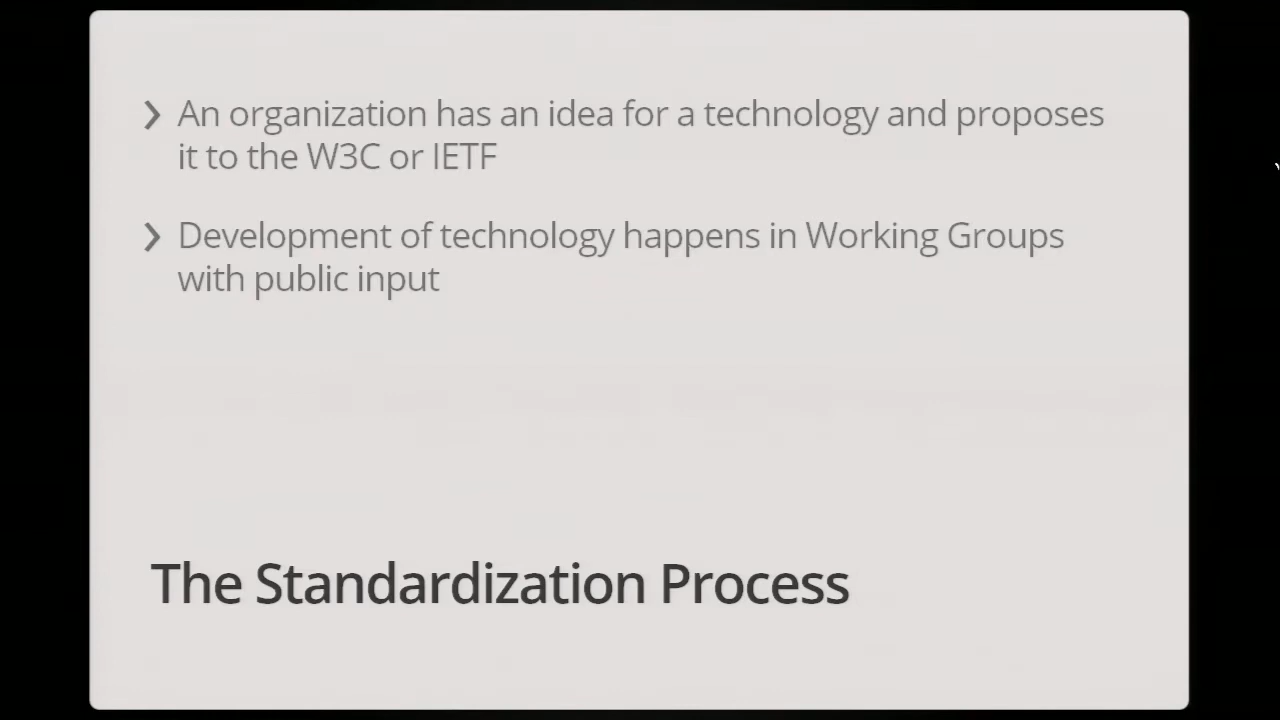 An organization has an idea for a technology and proposes
it to the W3C or IETF
Development of technology happens in Working Groups
with public input
The Standardization Process